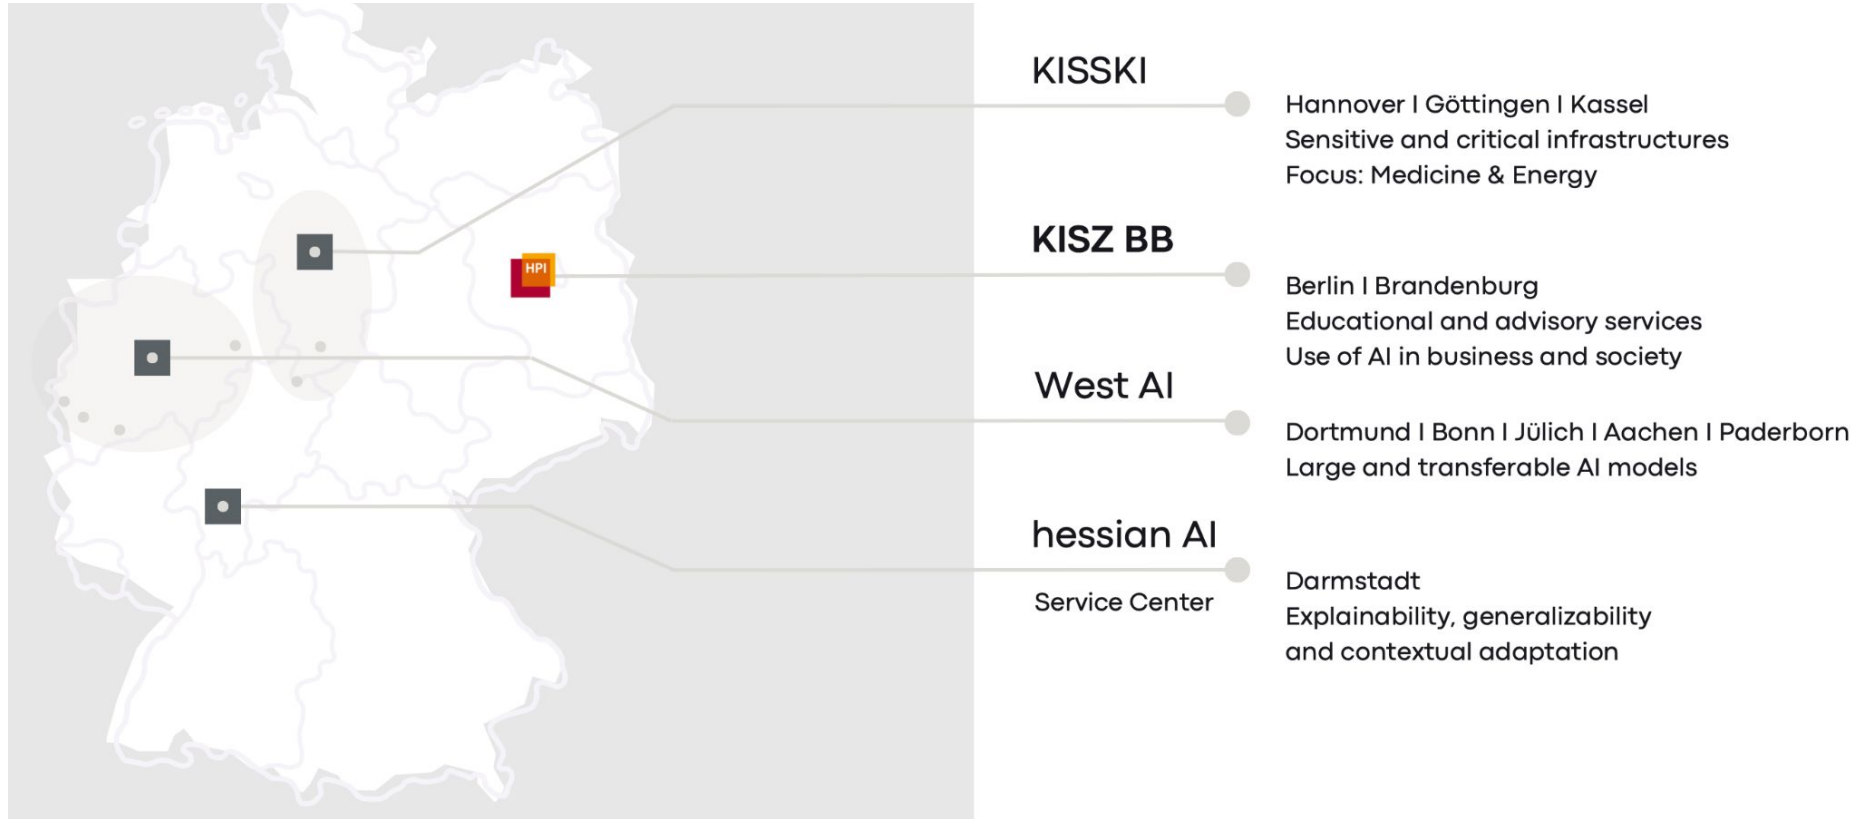 KISSKI
Hannover I Göttingen I Kassel
Sensitive and critical infrastructures
Focus: Medicine & Energy
HPI
KISZ BB
Berlin I Brandenburg
Educational and advisory services
Use of AI in business and society
West AI
Dortmund I Bonn I Jülich I Aachen I Paderborn
Large and transferable AI models
hessian AI
Service Center
Darmstadt
Explainability, generalizability
and contextual adaptation